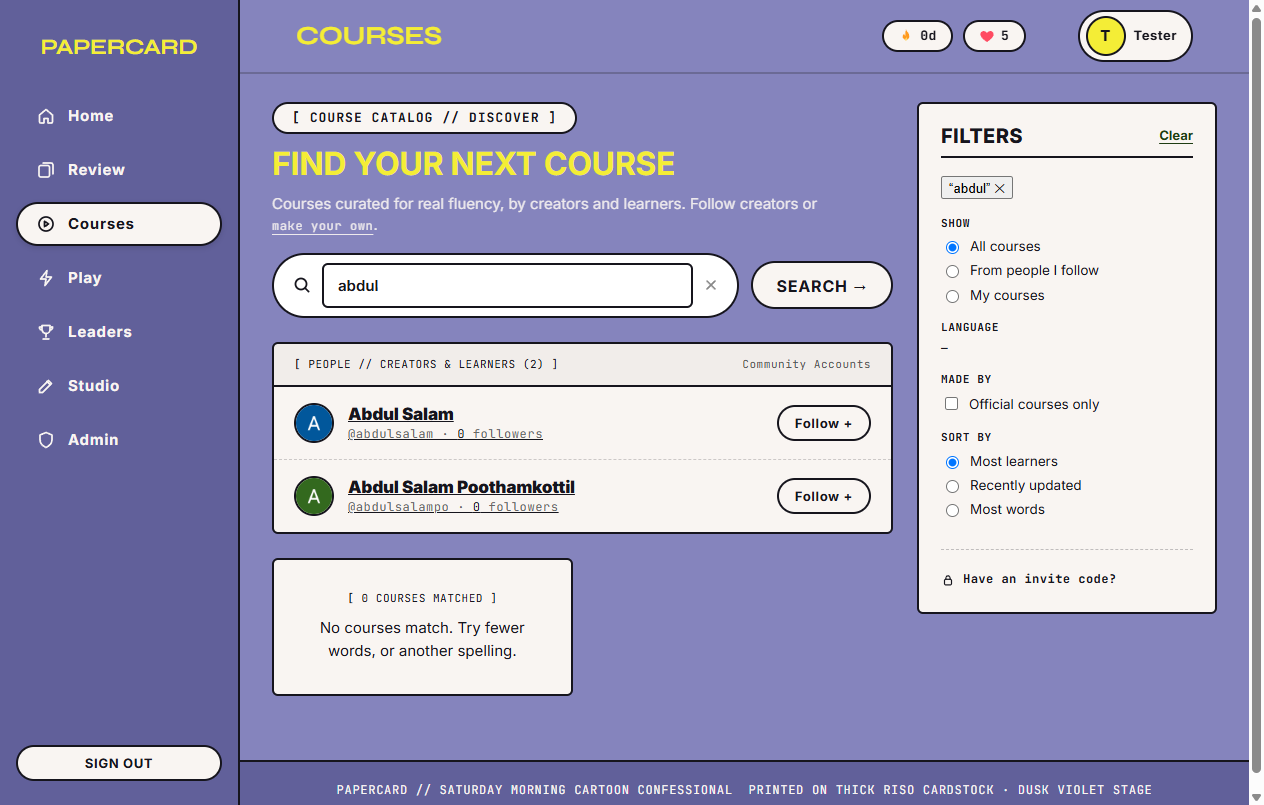 PAPERCARD
Home
Review
Courses
Play
Leaders
Studio
Admin
SIGN OUT
COURSES
0d
5
T
Tester
[ COURSE CATALOG // DISCOVER ]
FIND YOUR NEXT COURSE
Courses curated for real fluency, by creators and learners. Follow creators or
make your own.
abdul
SEARCH →
[ PEOPLE // CREATORS & LEARNERS (2) ]
Community Accounts
A
Abdul Salam
@abdulsalam · 0 followers
Follow +
A
Abdul Salam Poothamkottil
@abdulsalampo · 0 followers
Follow +
[ 0 COURSES MATCHED ]
No courses match. Try fewer
words, or another spelling.
FILTERS
Clear
“abdul” ×
SHOW
All courses
From people I follow
My courses
LANGUAGE
—
MADE BY
Official courses only
SORT BY
Most learners
Recently updated
Most words
Have an invite code?
PAPERCARD // SATURDAY MORNING CARTOON CONFESSIONAL PRINTED ON THICK RISO CARDSTOCK · DUSK VIOLET STAGE